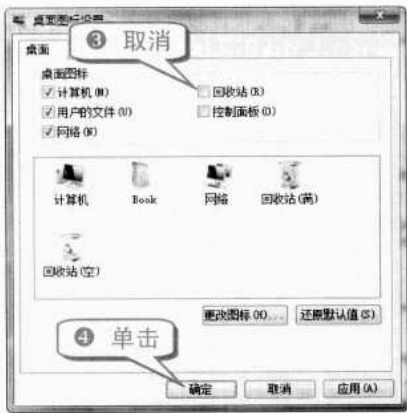 桌面图标设置
❸ 取消
桌面
桌面图标
计算机(M) 回收站(R)
用户的文件(U) 控制面板(O)
网络(N)
计算机 Book 网络 回收站(满)
回收站(空)
更改图标(H)... 还原默认值(S)
❹ 单击
确定 取消 应用(A)